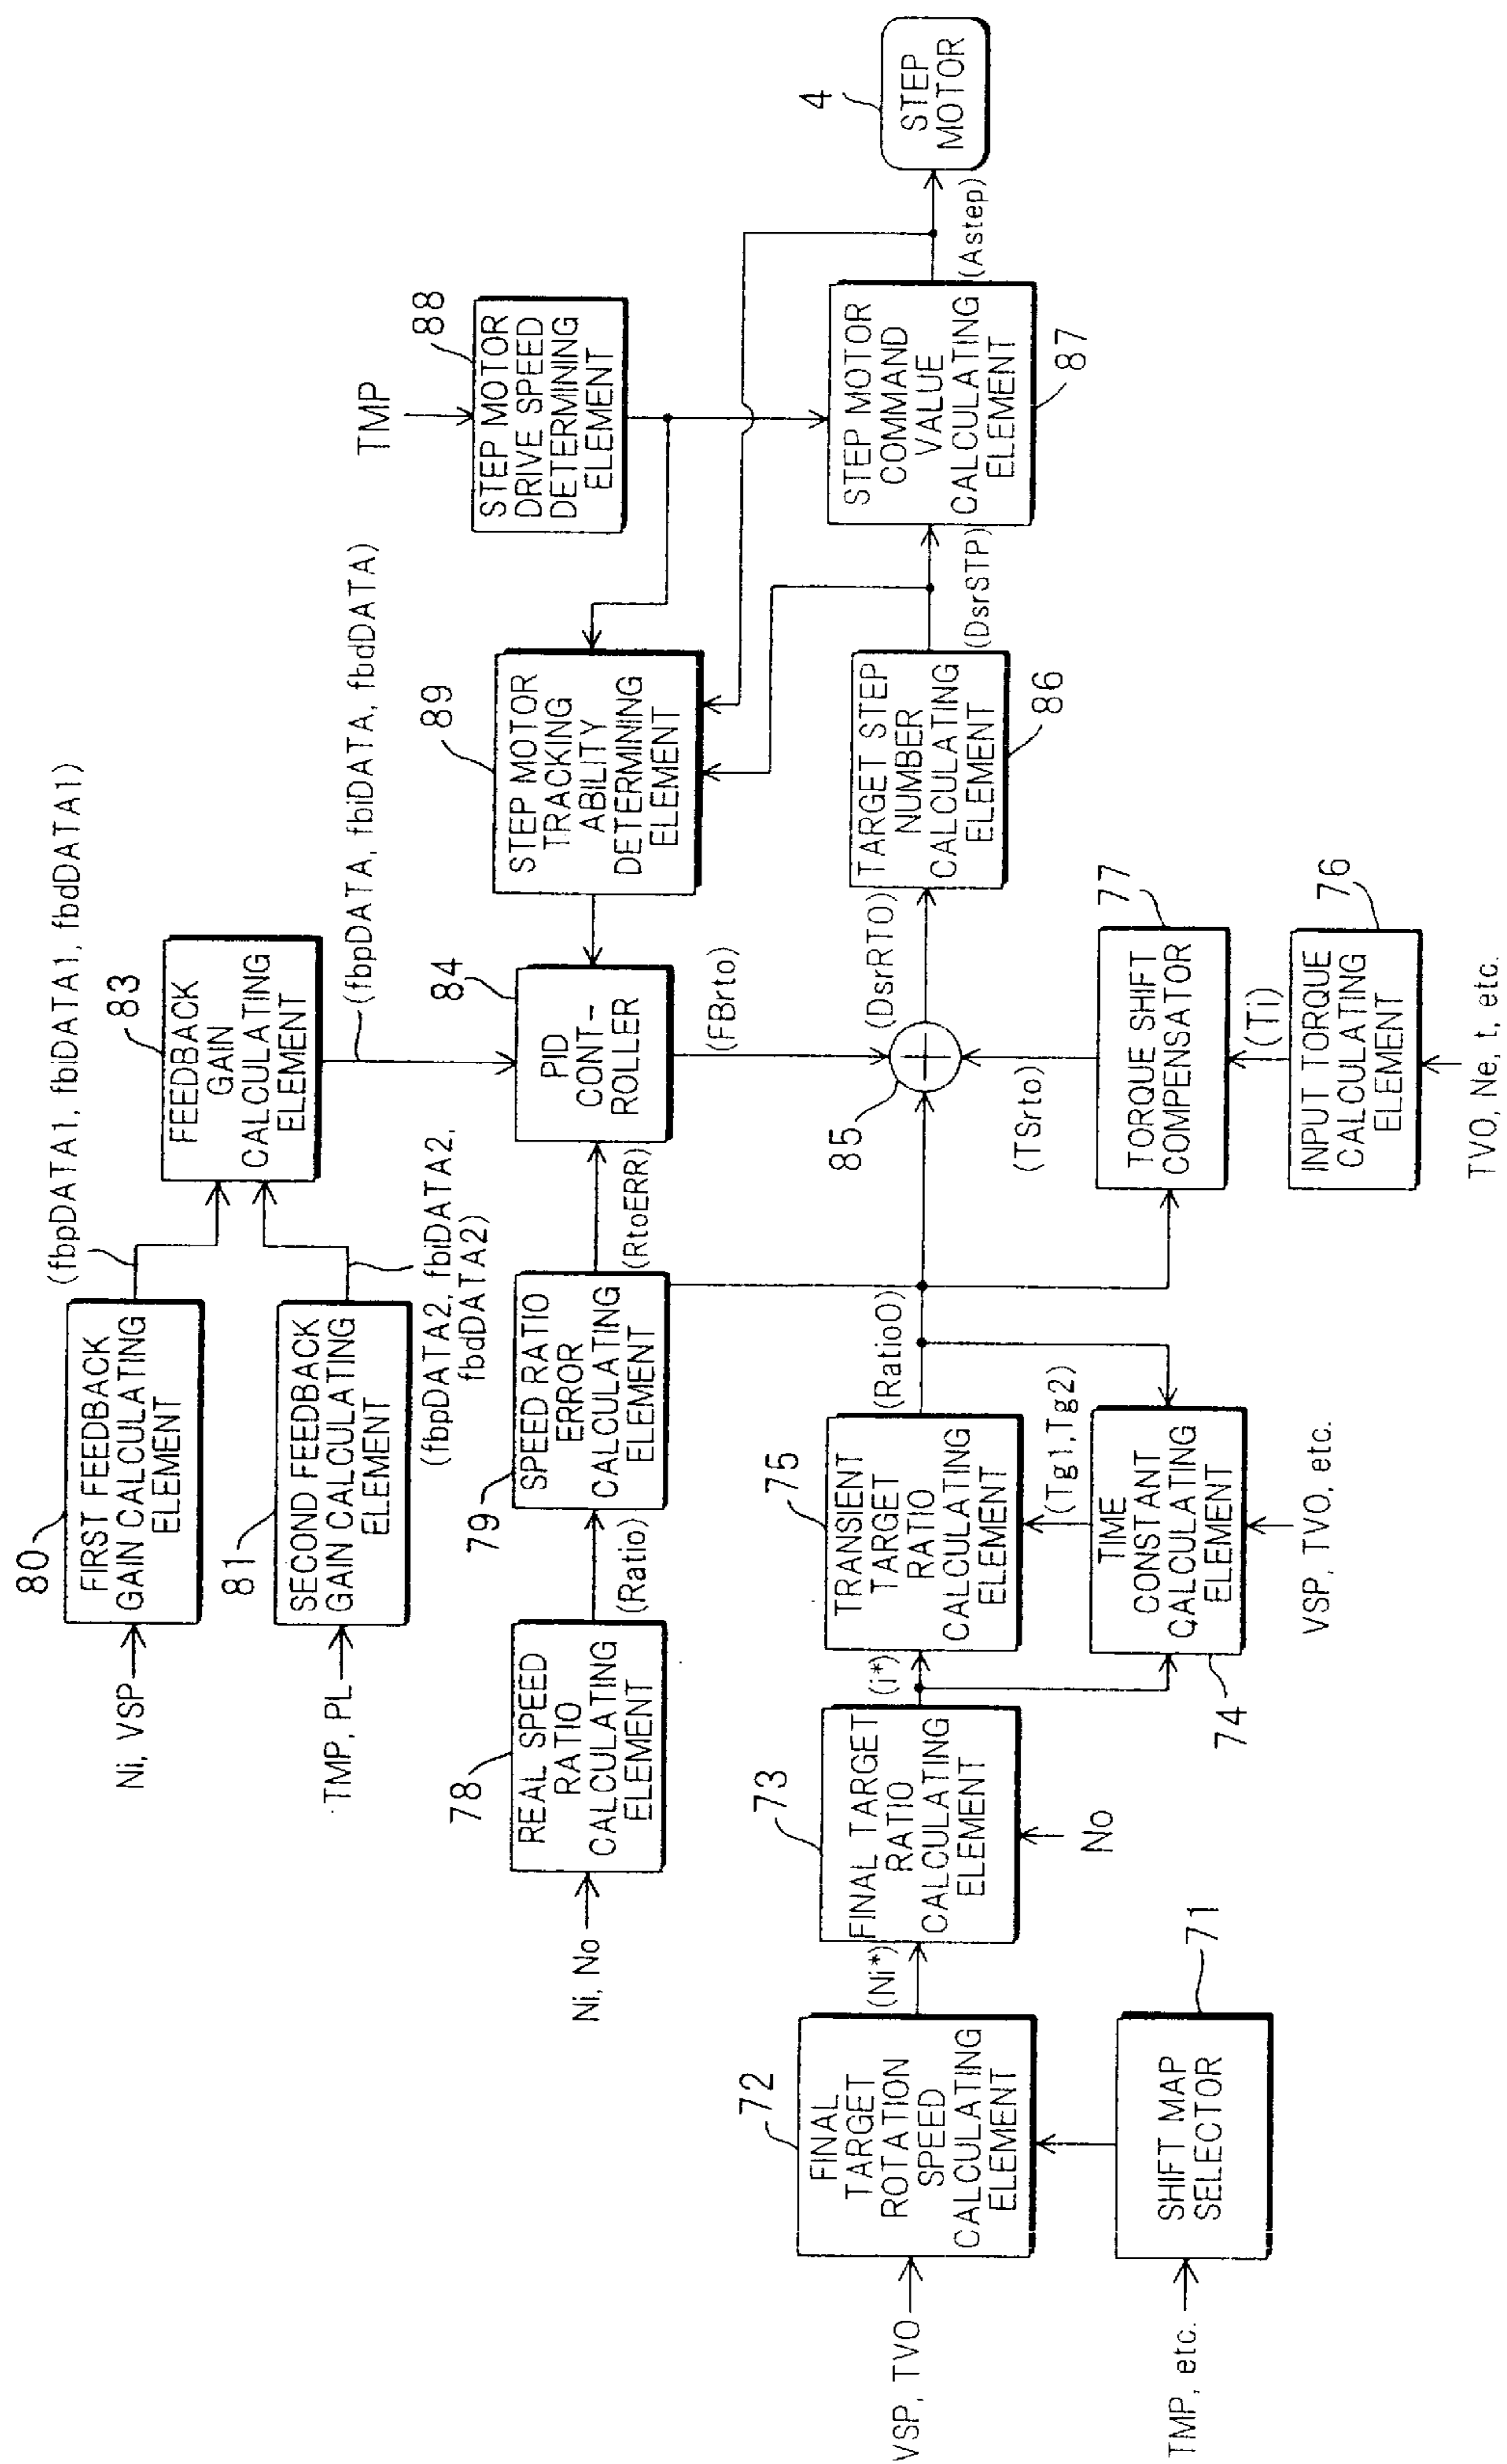 Ni, VSP
80
FIRST FEEDBACK
GAIN CALCULATING
ELEMENT
(fbpDATA1, fbiDATA1, fbdDATA1)
TMP, PL
81
SECOND FEEDBACK
GAIN CALCULATING
ELEMENT
(fbpDATA2, fbiDATA2,
fbdDATA2)
83
FEEDBACK
GAIN
CALCULATING
ELEMENT
(fbpDATA, fbiDATA, fbdDATA)
TMP
88
STEP MOTOR
DRIVE SPEED
DETERMINING
ELEMENT
Ni, No
78
REAL SPEED
RATIO
CALCULATING
ELEMENT
(Ratio)
79
SPEED RATIO
ERROR
CALCULATING
ELEMENT
(RtoERR)
84
PID
CONT-
ROLLER
(FBrto)
89
STEP MOTOR
TRACKING
ABILITY
DETERMINING
ELEMENT
VSP, TVO
72
FINAL
TARGET
ROTATION
SPEED
CALCULATING
ELEMENT
(Ni*)
73
FINAL TARGET
RATIO
CALCULATING
ELEMENT
No
(i*)
75
TRANSIENT
TARGET
RATIO
CALCULATING
ELEMENT
(Ratio0)
85
(DsrRTO)
TARGET STEP
NUMBER
CALCULATING
ELEMENT
86
(DsrSTP)
STEP MOTOR
COMMAND
VALUE
CALCULATING
ELEMENT
87
(Astep)
4
STEP
MOTOR
TMP, etc.
SHIFT MAP
SELECTOR
71
(Tg1,Tg2)
TIME
CONSTANT
CALCULATING
ELEMENT
74
VSP, TVO, etc.
(TSrto)
TORQUE SHIFT
COMPENSATOR
77
(Ti)
INPUT TORQUE
CALCULATING
ELEMENT
76
TVO, Ne, t, etc.